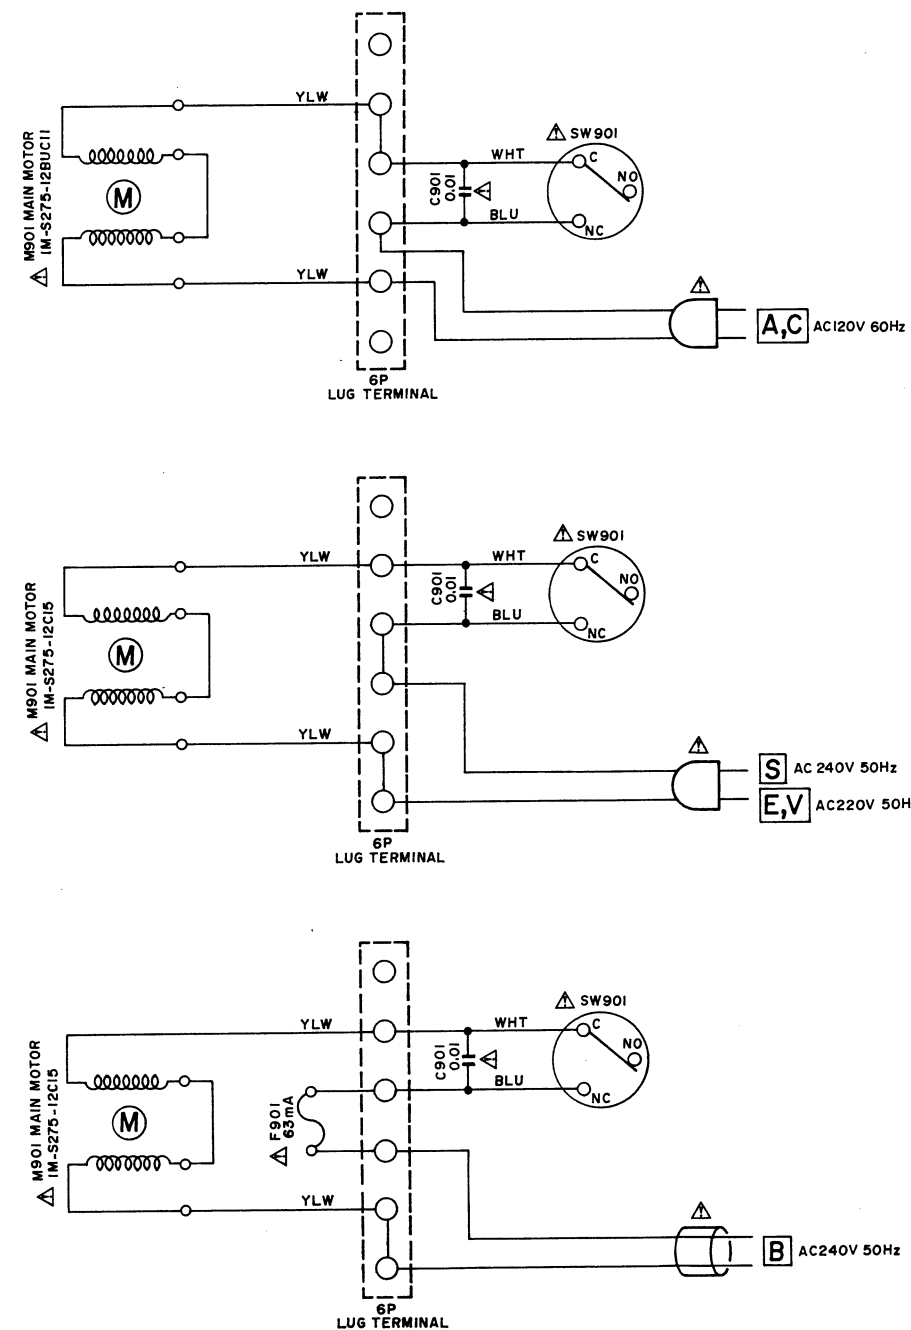 YLW
M901 MAIN MOTOR
IM-S275-12BUC11
M
YLW
WHT
C901
0.01
BLU
SW901
C
NO
NC
A,C AC120V 60Hz
6P
LUG TERMINAL
YLW
M901 MAIN MOTOR
IM-S275-12C15
M
YLW
WHT
C901
0.01
BLU
SW901
C
NO
NC
S AC 240V 50Hz
E,V AC220V 50H
6P
LUG TERMINAL
YLW
M901 MAIN MOTOR
IM-S275-12C15
M
F901
63mA
YLW
WHT
C901
0.01
BLU
SW901
C
NO
NC
B AC240V 50Hz
6P
LUG TERMINAL